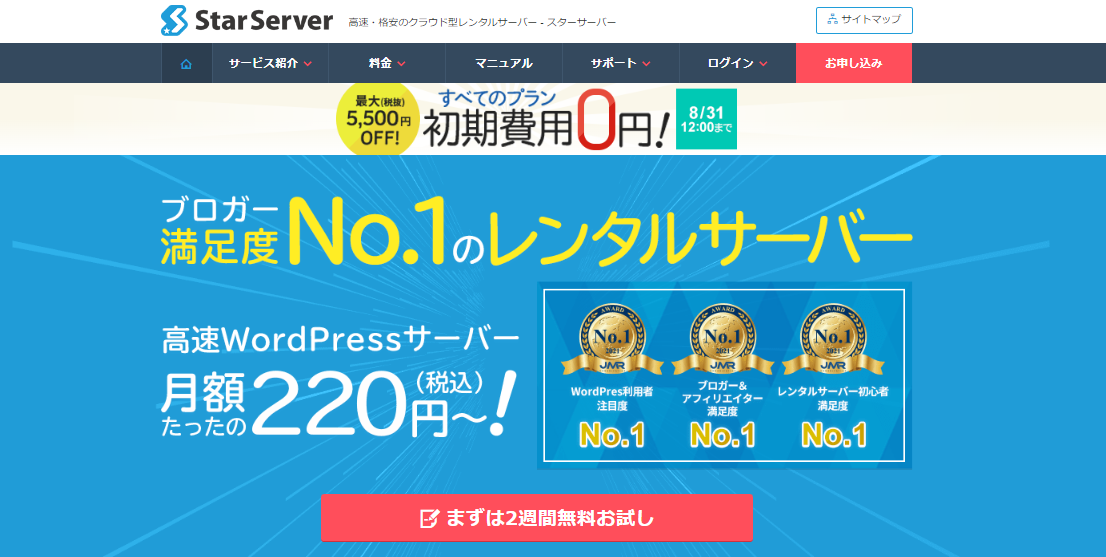 StarServer
高速・格安のクラウド型レンタルサーバー - スターサーバー
サイトマップ
サービス紹介
料金
マニュアル
サポート
ログイン
お申し込み
最大(税抜)
5,500円
OFF!
すべてのプラン
初期費用0円!
8/31
12:00まで
ブロガー
満足度No.1のレンタルサーバー
高速WordPressサーバー
月額
たったの220円〜!
(税込)
AWARD
No.1
2021
JMR
WordPres利用者
注目度
No.1
AWARD
No.1
2021
JMR
ブロガー&
アフィリエイター
満足度
No.1
AWARD
No.1
2021
JMR
レンタルサーバー初心者
満足度
No.1
まずは2週間無料お試し